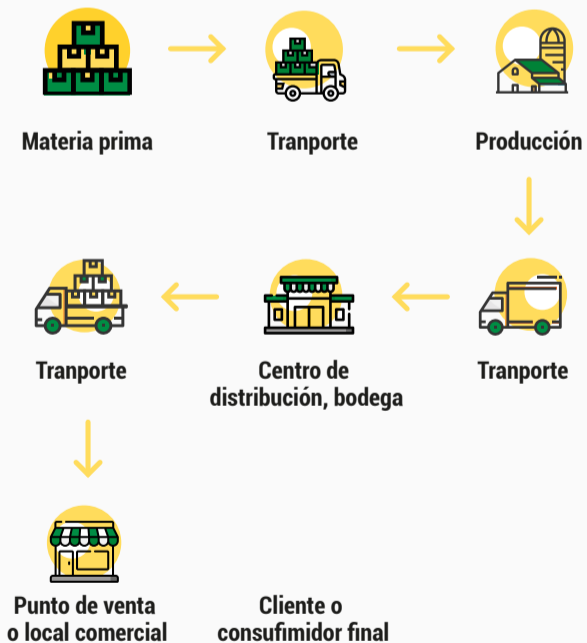 Materia prima
Tranporte
Producción
Tranporte
Centro de
distribución, bodega
Tranporte
Punto de venta
o local comercial
Cliente o
consufimidor final